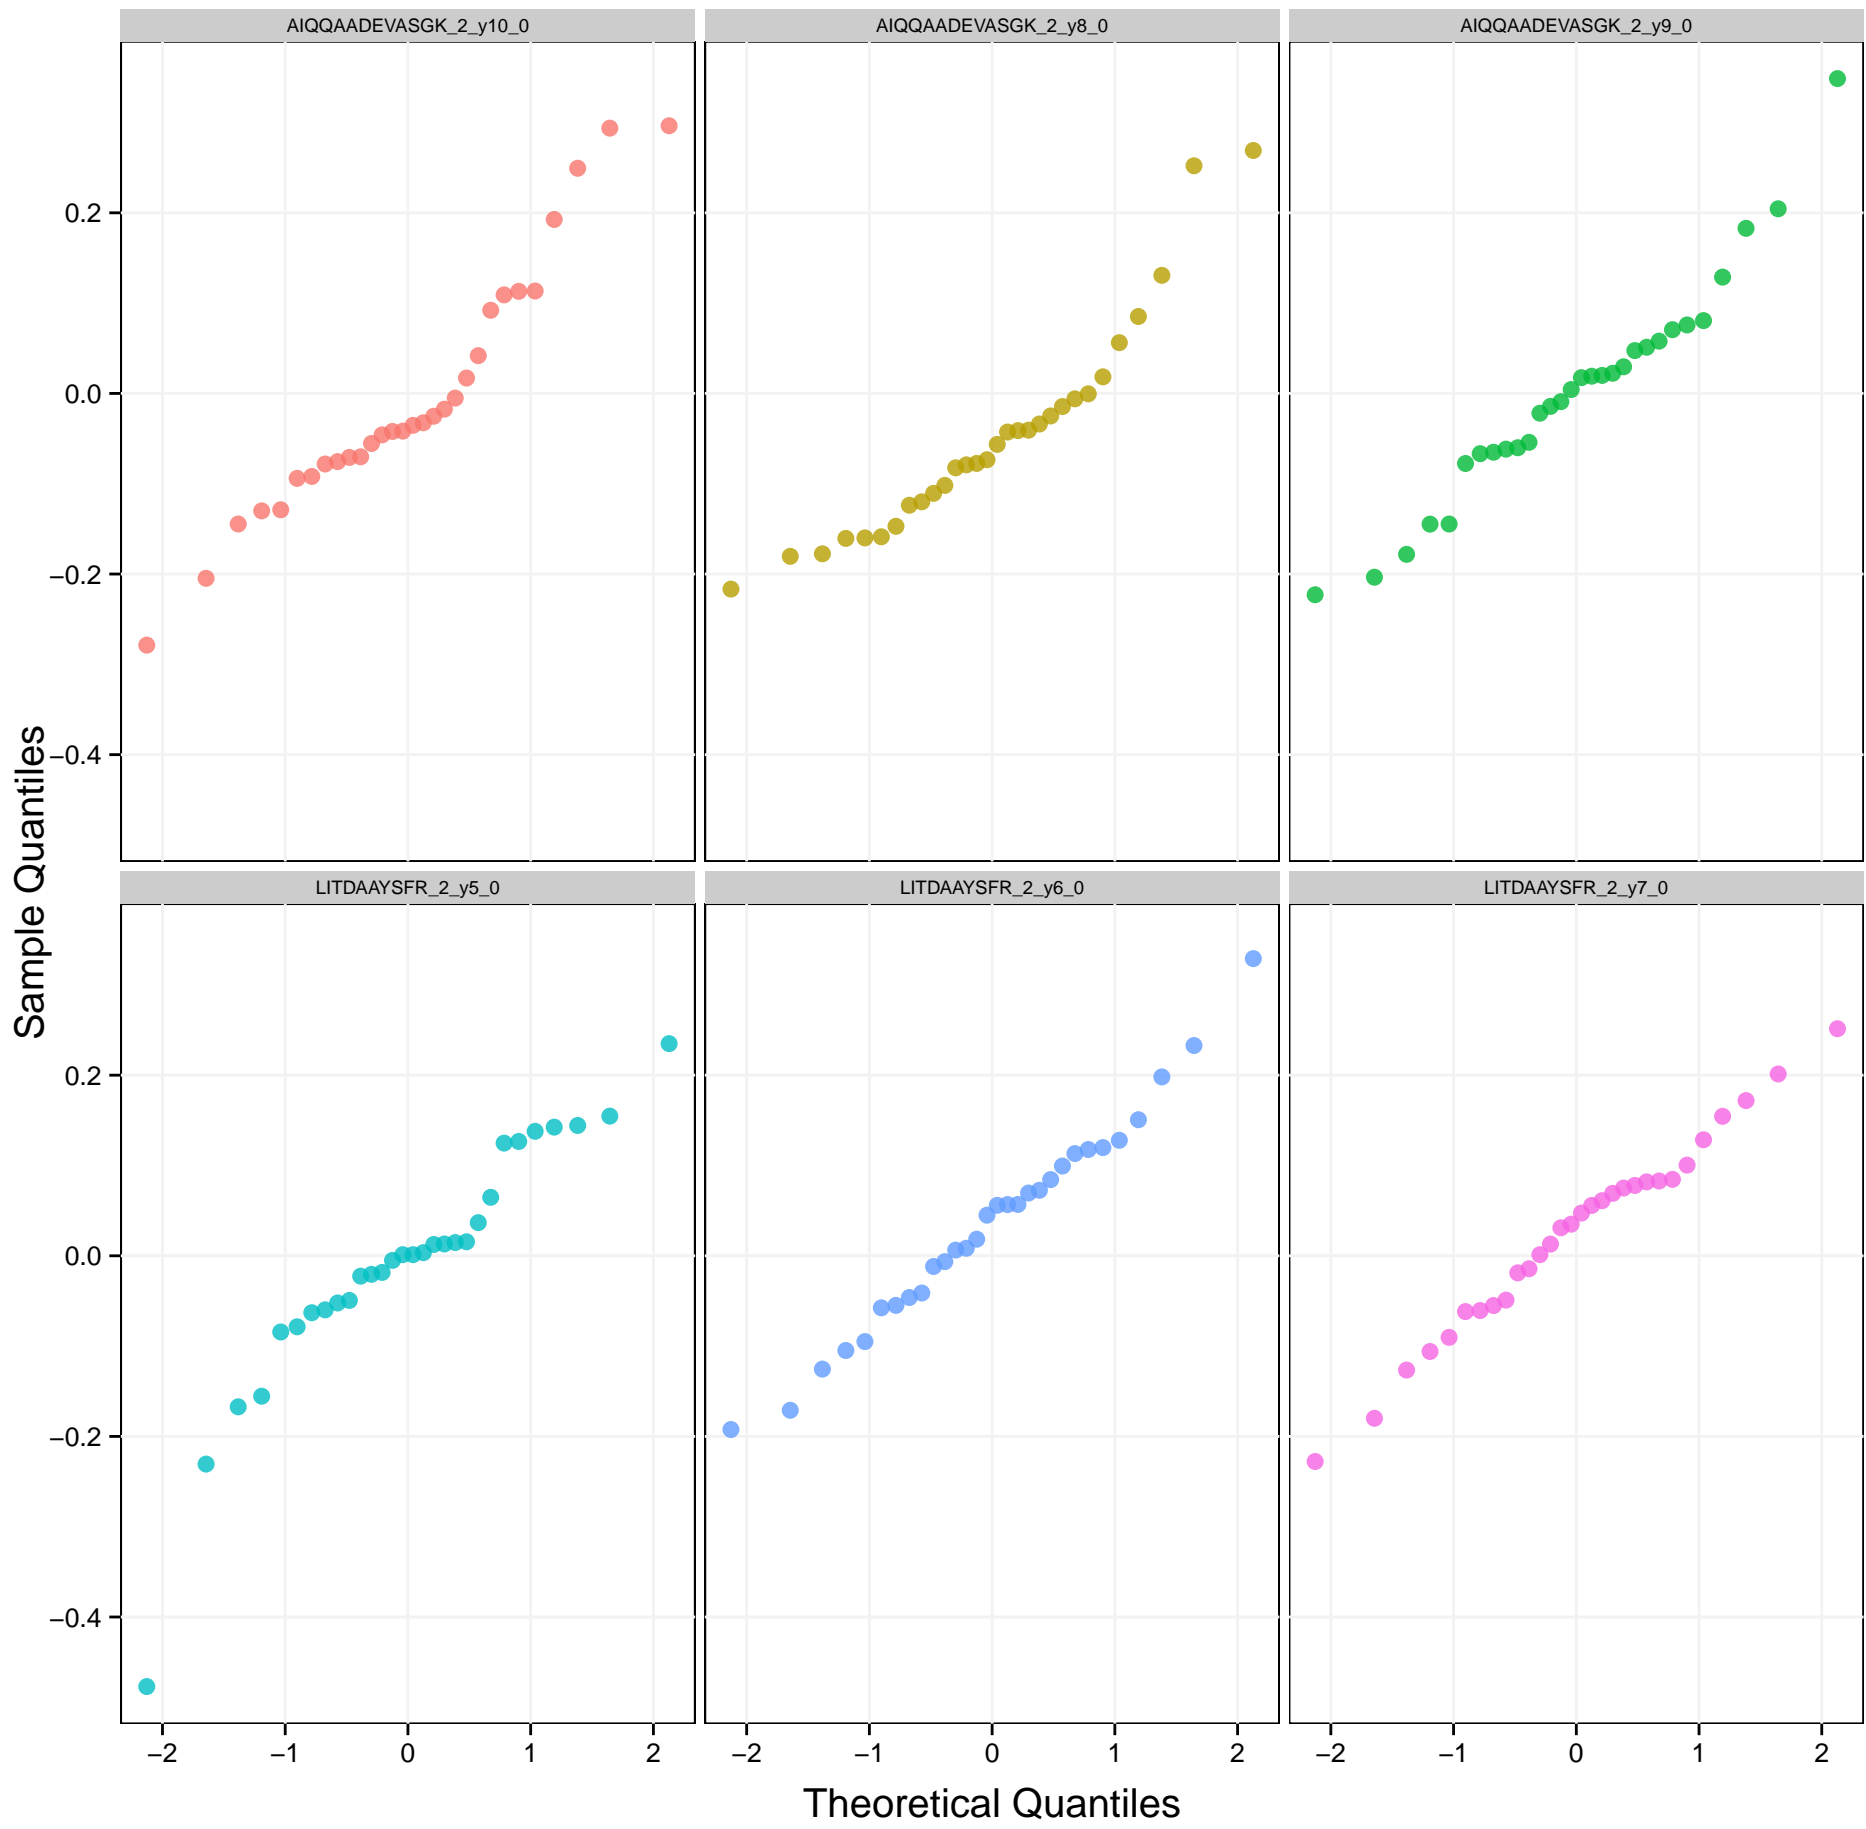 AIQQAADEVASGK_2_y10_0
AIQQAADEVASGK_2_y8_0
AIQQAADEVASGK_2_y9_0
0.2
0.0
−0.2
−0.4
LITDAAYSFR_2_y5_0
LITDAAYSFR_2_y6_0
LITDAAYSFR_2_y7_0
0.2
0.0
−0.2
−0.4
−2 −1 0 1 2
−2 −1 0 1 2
−2 −1 0 1 2
Theoretical Quantiles
Sample Quantiles